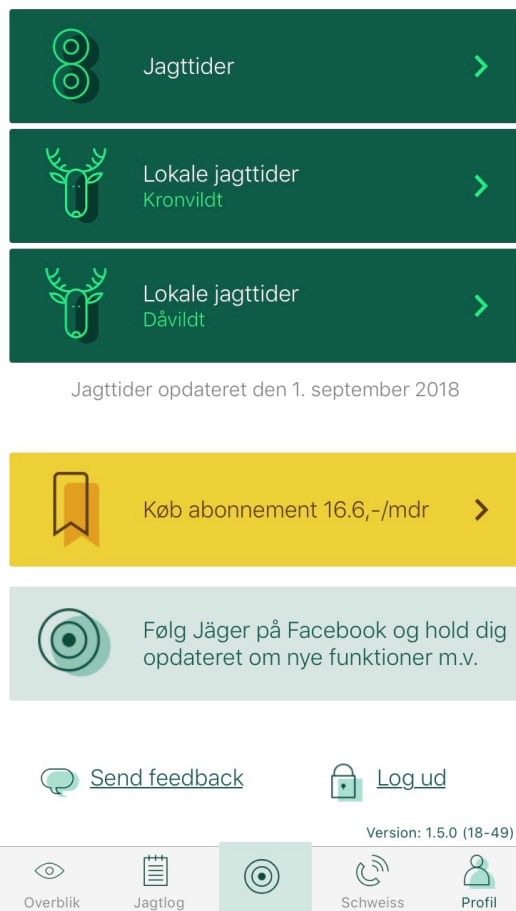 Jagttider
Lokale jagttider
Kronvildt
Lokale jagttider
Dåvildt
Jagttider opdateret den 1. september 2018
Køb abonnement 16.6,-/mdr
Følg Jäger på Facebook og hold dig
opdateret om nye funktioner m.v.
Send feedback
Log ud
Version: 1.5.0 (18-49)
Overblik
Jagtlog
Schweiss
Profil